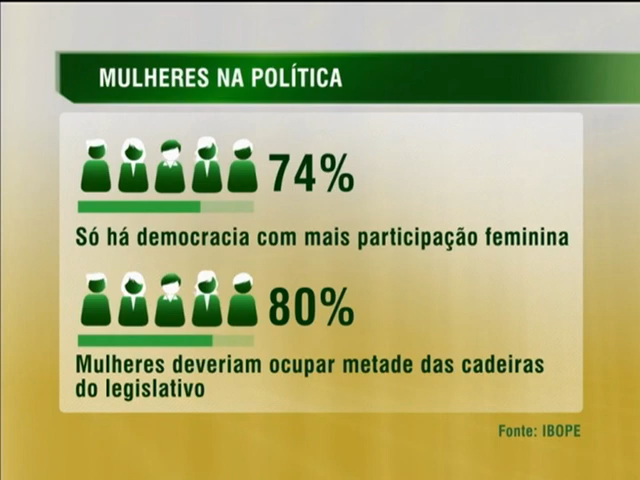 MULHERES NA POLÍTICA
74%
Só há democracia com mais participação feminina
80%
Mulheres deveriam ocupar metade das cadeiras
do legislativo
Fonte: IBOPE